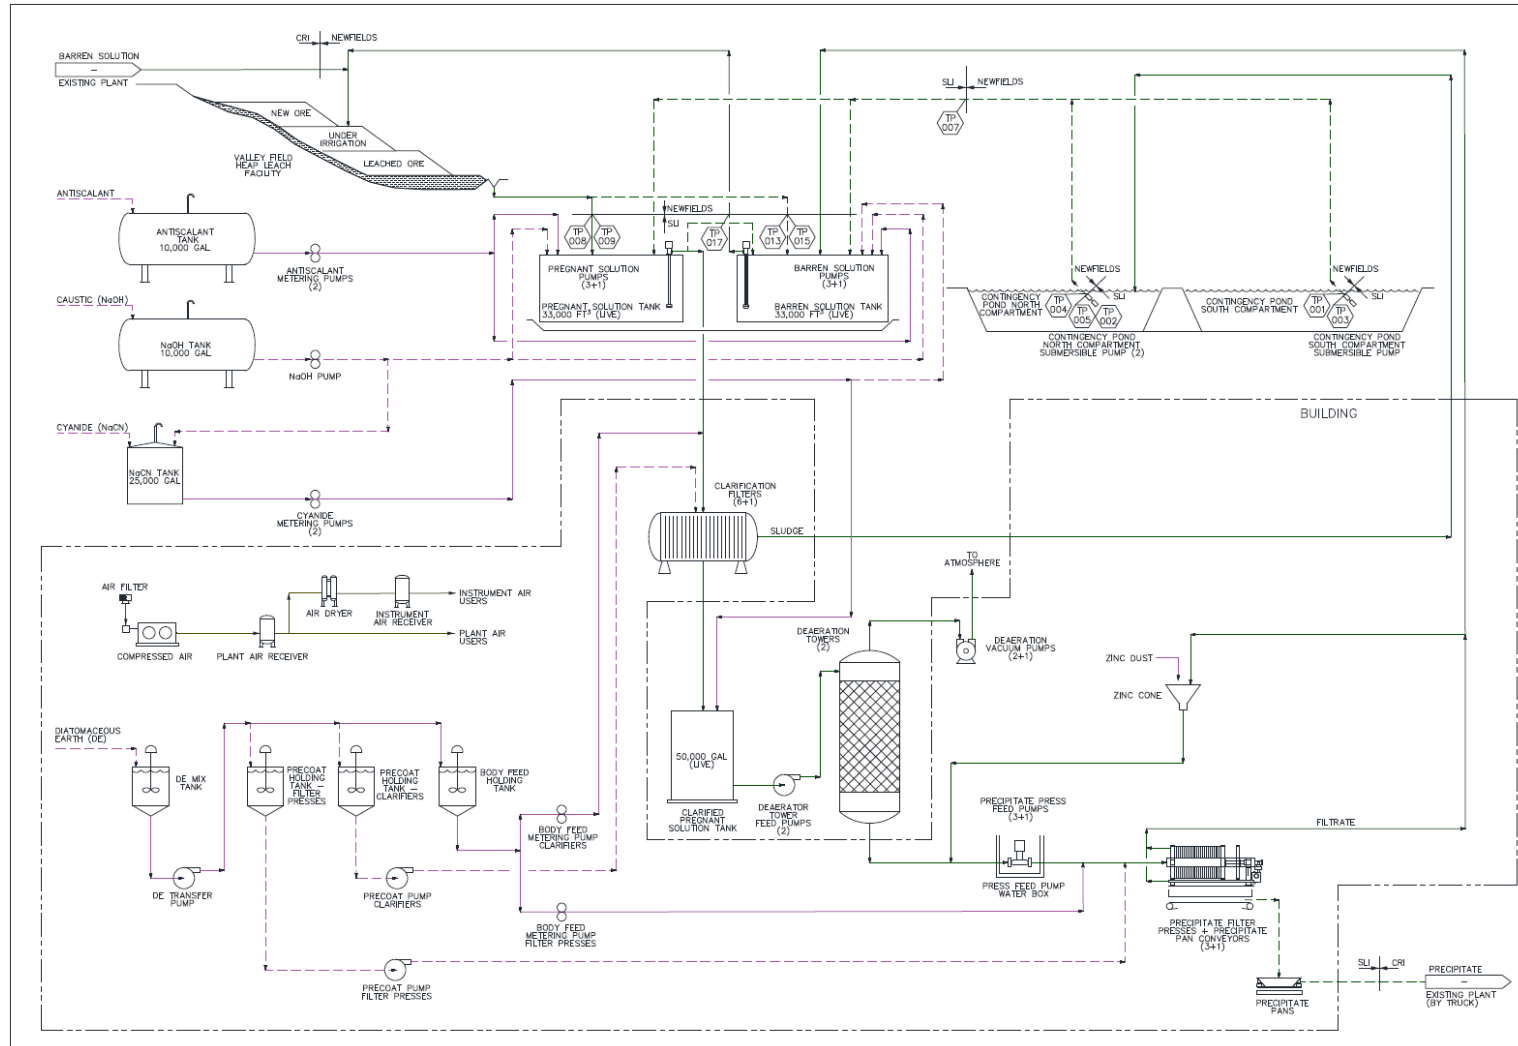 CRI
NEWFIELDS
BARREN SOLUTION
EXISTING PLANT
NEW ORE
UNDER
IRRIGATION
LEACHED ORE
VALLEY FIELD
HEAP LEACH
FACILITY
SLI
NEWFIELDS
TP
007
ANTISCALANT
ANTISCALANT
TANK
10,000 GAL
ANTISCALANT
METERING PUMPS
(2)
NEWFIELDS
SLI
TP
008
TP
009
TP
017
TP
013
TP
015
PREGNANT SOLUTION
PUMPS
(3+1)
PREGNANT SOLUTION TANK
33,000 FT³ (LIVE)
BARREN SOLUTION
PUMPS
(3+1)
BARREN SOLUTION TANK
33,000 FT³ (LIVE)
NEWFIELDS
SLI
CONTINGENCY
POND NORTH
COMPARTMENT
TP
004
TP
005
TP
002
CONTINGENCY POND
NORTH COMPARTMENT
SUBMERSIBLE PUMP (2)
NEWFIELDS
SLI
CONTINGENCY POND
SOUTH COMPARTMENT
TP
001
TP
003
CONTINGENCY POND
SOUTH COMPARTMENT
SUBMERSIBLE PUMP
CAUSTIC (NaOH)
NaOH TANK
10,000 GAL
NaOH PUMP
CYANIDE (NaCN)
NaCN TANK
25,000 GAL
CYANIDE
METERING PUMPS
(2)
BUILDING
CLARIFICATION
FILTERS
(6+1)
SLUDGE
TO
ATMOSPHERE
AIR FILTER
COMPRESSED AIR
PLANT AIR RECEIVER
AIR DRYER
INSTRUMENT
AIR RECEIVER
INSTRUMENT AIR
USERS
PLANT AIR
USERS
DEAERATION
TOWERS
(2)
DEAERATION
VACUUM PUMPS
(2+1)
ZINC DUST
ZINC CONE
DIATOMACEOUS
EARTH (DE)
DE MIX
TANK
PRECOAT
HOLDING
TANK –
FILTER
PRESSES
PRECOAT
HOLDING
TANK –
CLARIFIERS
BODY FEED
HOLDING
TANK
50,000 GAL
(LIVE)
CLARIFIED
PREGNANT
SOLUTION TANK
DEAERATOR
TOWER
FEED PUMPS
(2)
PRECIPITATE PRESS
FEED PUMPS
(3+1)
PRESS FEED PUMP
WATER BOX
FILTRATE
BODY FEED
METERING PUMP
CLARIFIERS
DE TRANSFER
PUMP
PRECOAT PUMP
CLARIFIERS
BODY FEED
METERING PUMP
FILTER PRESSES
PRECOAT PUMP
FILTER PRESSES
PRECIPITATE FILTER
PRESSES + PRECIPITATE
PAN CONVEYORS
(3+1)
PRECIPITATE
PANS
SLI
CRI
PRECIPITATE
EXISTING PLANT
(BY TRUCK)